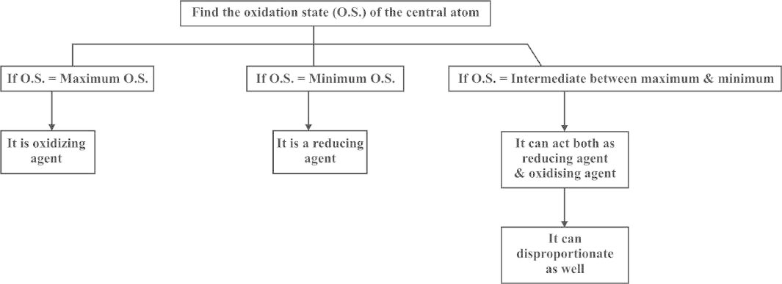 Find the oxidation state (O.S.) of the central atom
If O.S. = Maximum O.S.
If O.S. = Minimum O.S.
If O.S. = Intermediate between maximum & minimum
It is oxidizing
agent
It is a reducing
agent
It can act both as
reducing agent
& oxidising agent
It can
disproportionate
as well